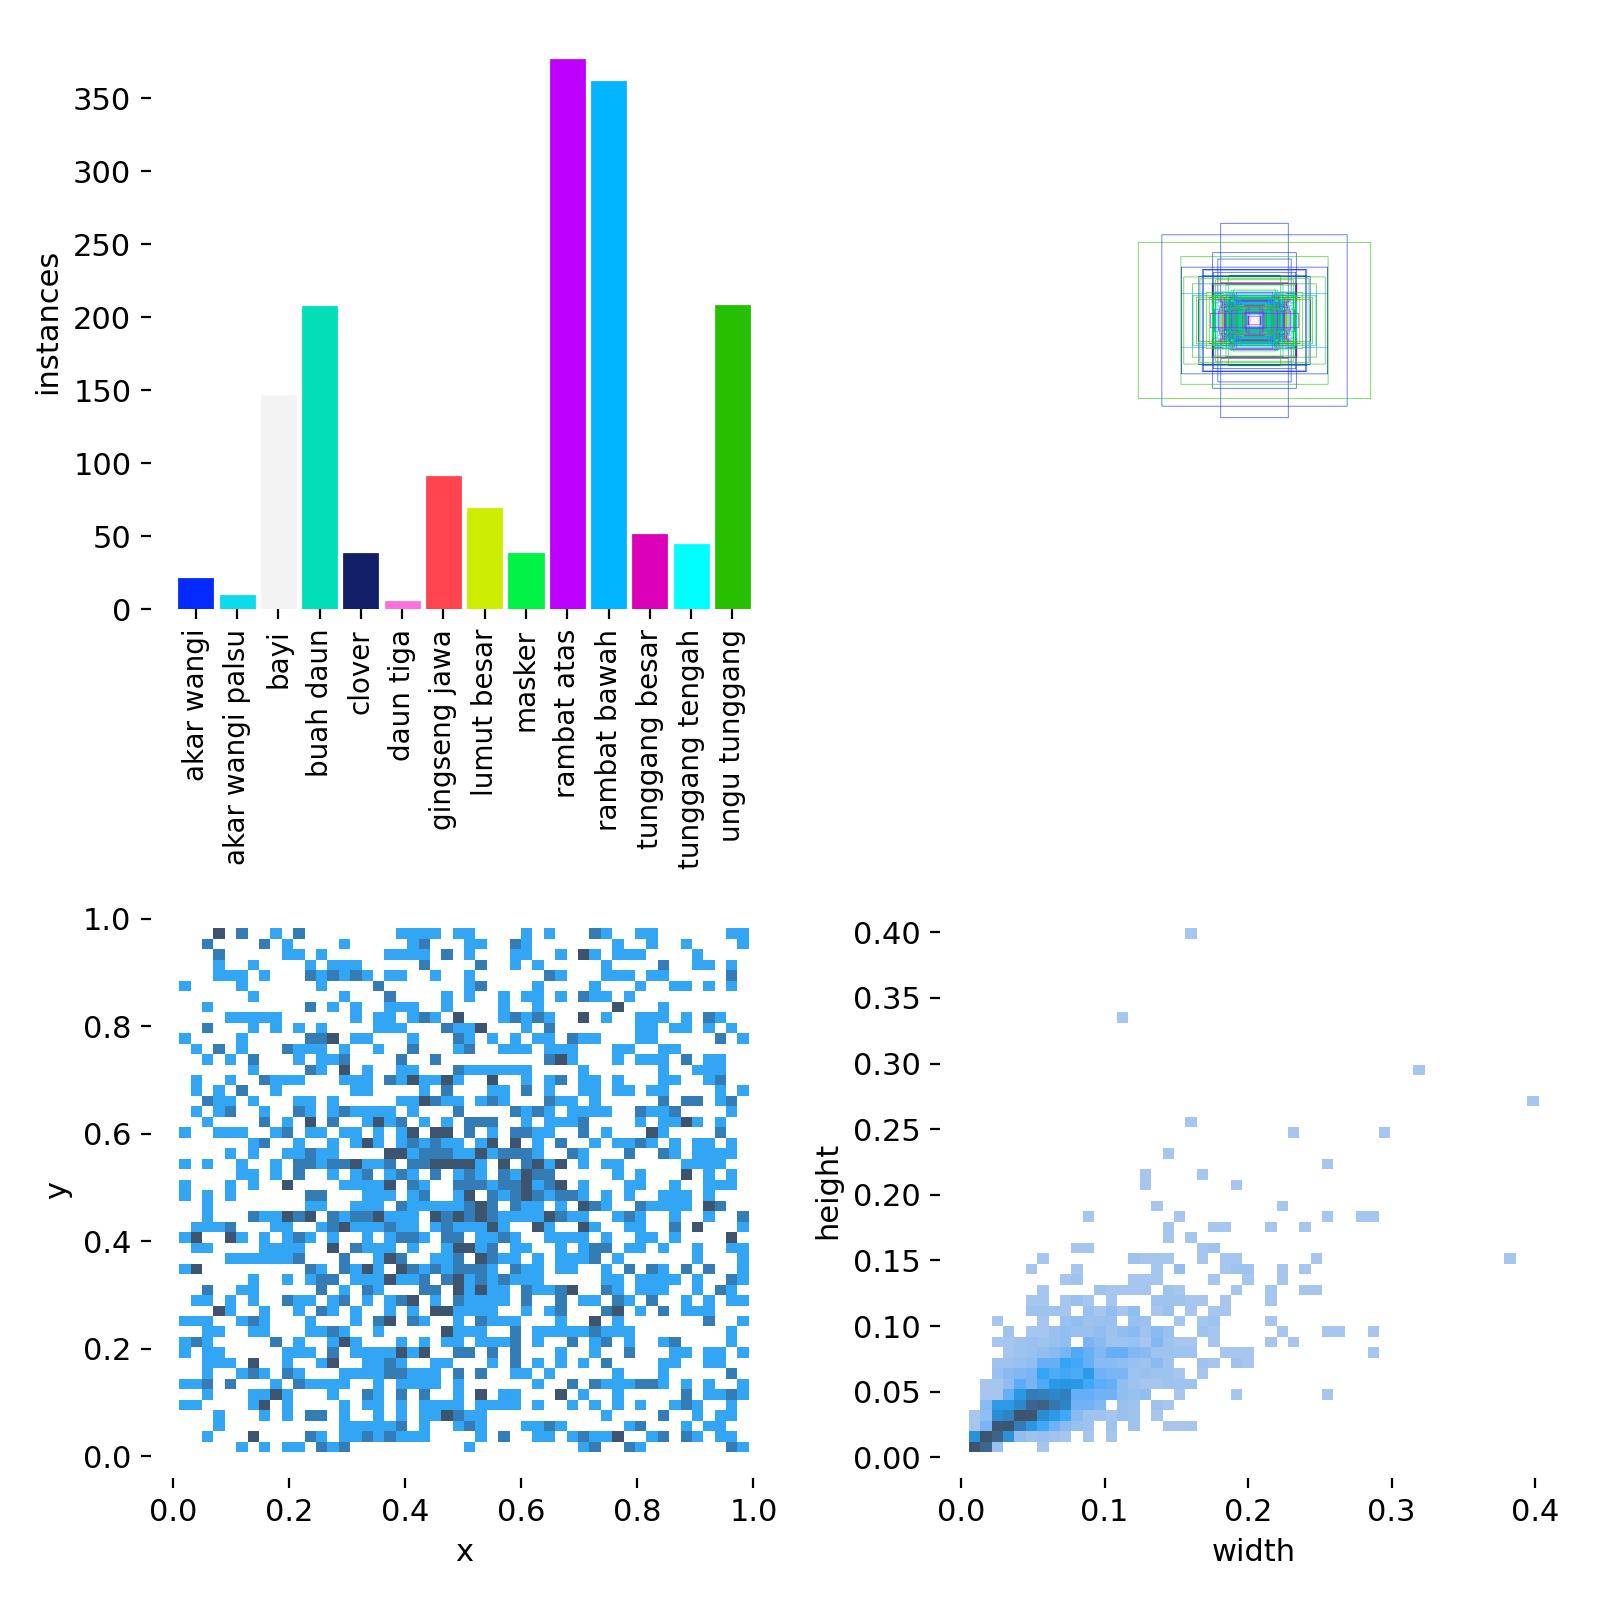 350
300
250
200
150
100
50
0
instances
akar wangi
akar wangi palsu
bayi
buah daun
clover
daun tiga
gingseng jawa
lumut besar
masker
rambat atas
rambat bawah
tunggang besar
tunggang tengah
ungu tunggang
1.0
0.8
0.6
0.4
0.2
0.0
y
0.0 0.2 0.4 0.6 0.8 1.0
x
0.40
0.35
0.30
0.25
0.20
0.15
0.10
0.05
0.00
height
0.0 0.1 0.2 0.3 0.4
width